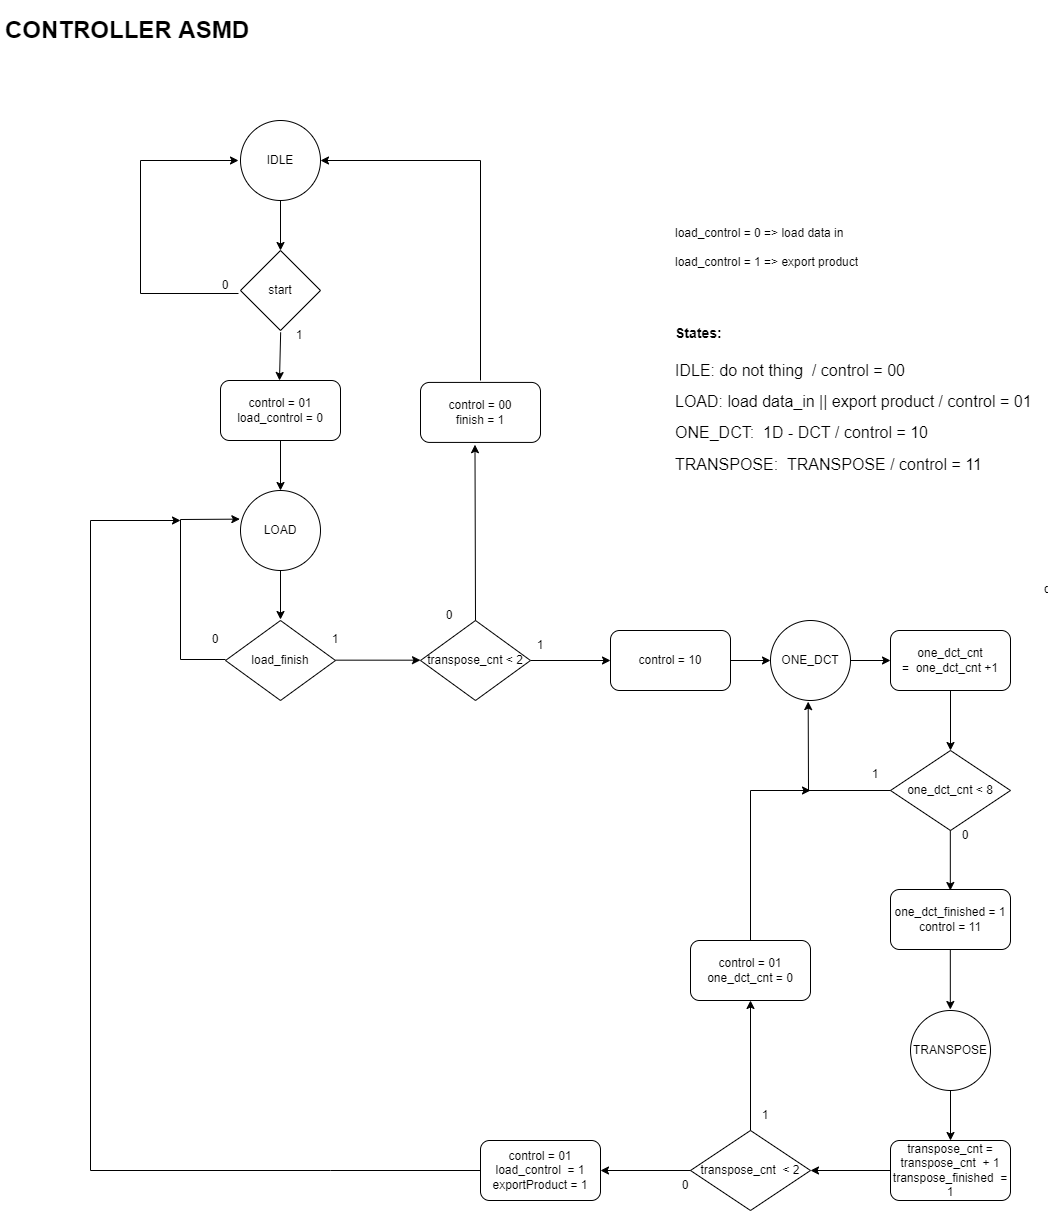 CONTROLLER ASMD
IDLE
load_control = 0 => load data in
load_control = 1 => export product
start
0
1
States:
IDLE: do not thing / control = 00
LOAD: load data_in || export product / control = 01
ONE_DCT: 1D - DCT / control = 10
TRANSPOSE: TRANSPOSE / control = 11
control = 01
load_control = 0
control = 00
finish = 1
LOAD
0
1
load_finish
0
1
transpose_cnt < 2
control = 10
ONE_DCT
one_dct_cnt
= one_dct_cnt +1
1
one_dct_cnt < 8
0
one_dct_finished = 1
control = 11
control = 01
one_dct_cnt = 0
TRANSPOSE
1
transpose_cnt =
transpose_cnt + 1
transpose_finished =
1
transpose_cnt < 2
0
control = 01
load_control = 1
exportProduct = 1